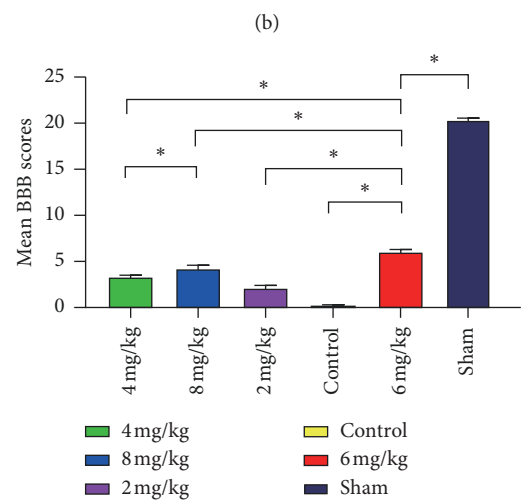 (b)
Mean BBB scores
25
20
15
10
5
0
*
*
*
*
*
*
4 mg/kg
8 mg/kg
2 mg/kg
Control
6 mg/kg
Sham
4 mg/kg
8 mg/kg
2 mg/kg
Control
6 mg/kg
Sham